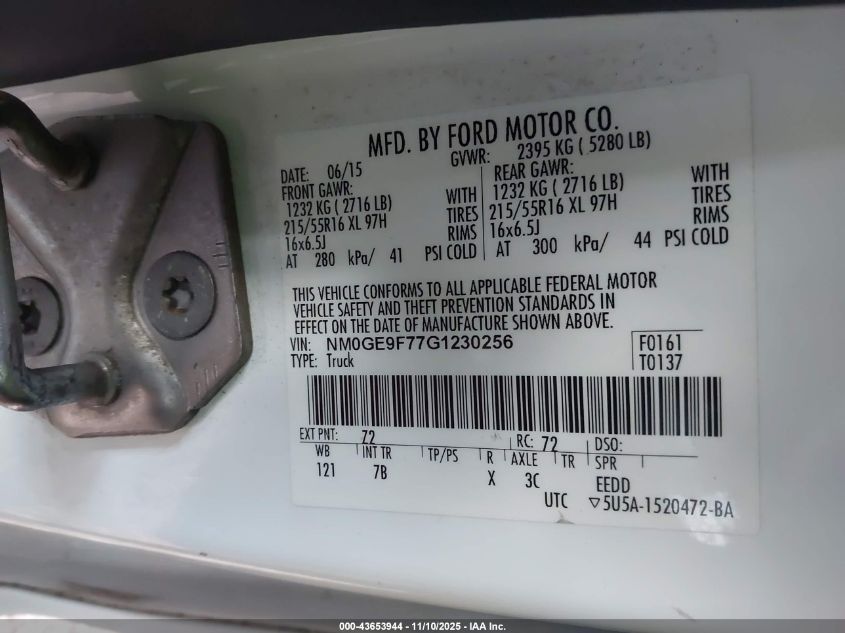 MFD. BY FORD MOTOR CO.
DATE: 06/15 GVWR: 2395 KG ( 5280 LB)
FRONT GAWR: WITH REAR GAWR: WITH
1232 KG ( 2716 LB) TIRES 1232 KG ( 2716 LB) TIRES
215/55R16 XL 97H RIMS 215/55R16 XL 97H RIMS
16x6.5J 16x6.5J
AT 280 kPa/ 41 PSI COLD AT 300 kPa/ 44 PSI COLD
THIS VEHICLE CONFORMS TO ALL APPLICABLE FEDERAL MOTOR
VEHICLE SAFETY AND THEFT PREVENTION STANDARDS IN
EFFECT ON THE DATE OF MANUFACTURE SHOWN ABOVE.
VIN: NM0GE9F77G1230256 F0161
TYPE: Truck T0137
EXT PNT: Z2 RC: 72 DSO:
WB INT TR TP/PS R AXLE TR SPR
121 7B X 3C EEDD
UTC ▽5U5A-1520472-BA
000-43653944 - 11/10/2025 - IAA Inc.